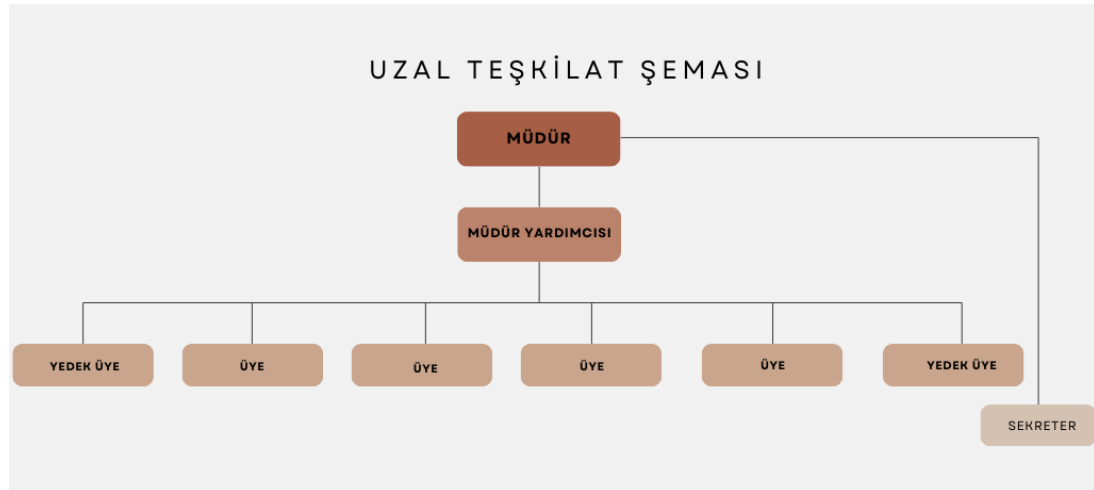 UZAL TEŞKİLAT ŞEMASI
MÜDÜR
MÜDÜR YARDIMCISI
YEDEK ÜYE
ÜYE
ÜYE
ÜYE
ÜYE
YEDEK ÜYE
SEKRETER